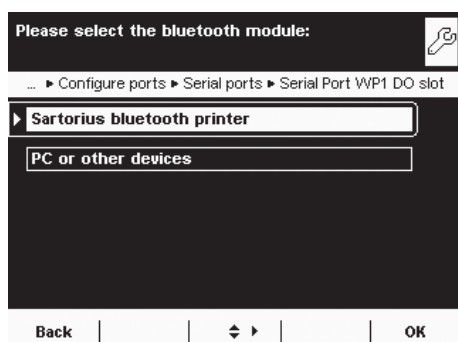 Please select the bluetooth module:
... ▸ Configure ports ▸ Serial ports ▸ Serial Port WP1 DO slot
Sartorius bluetooth printer
PC or other devices
Back OK